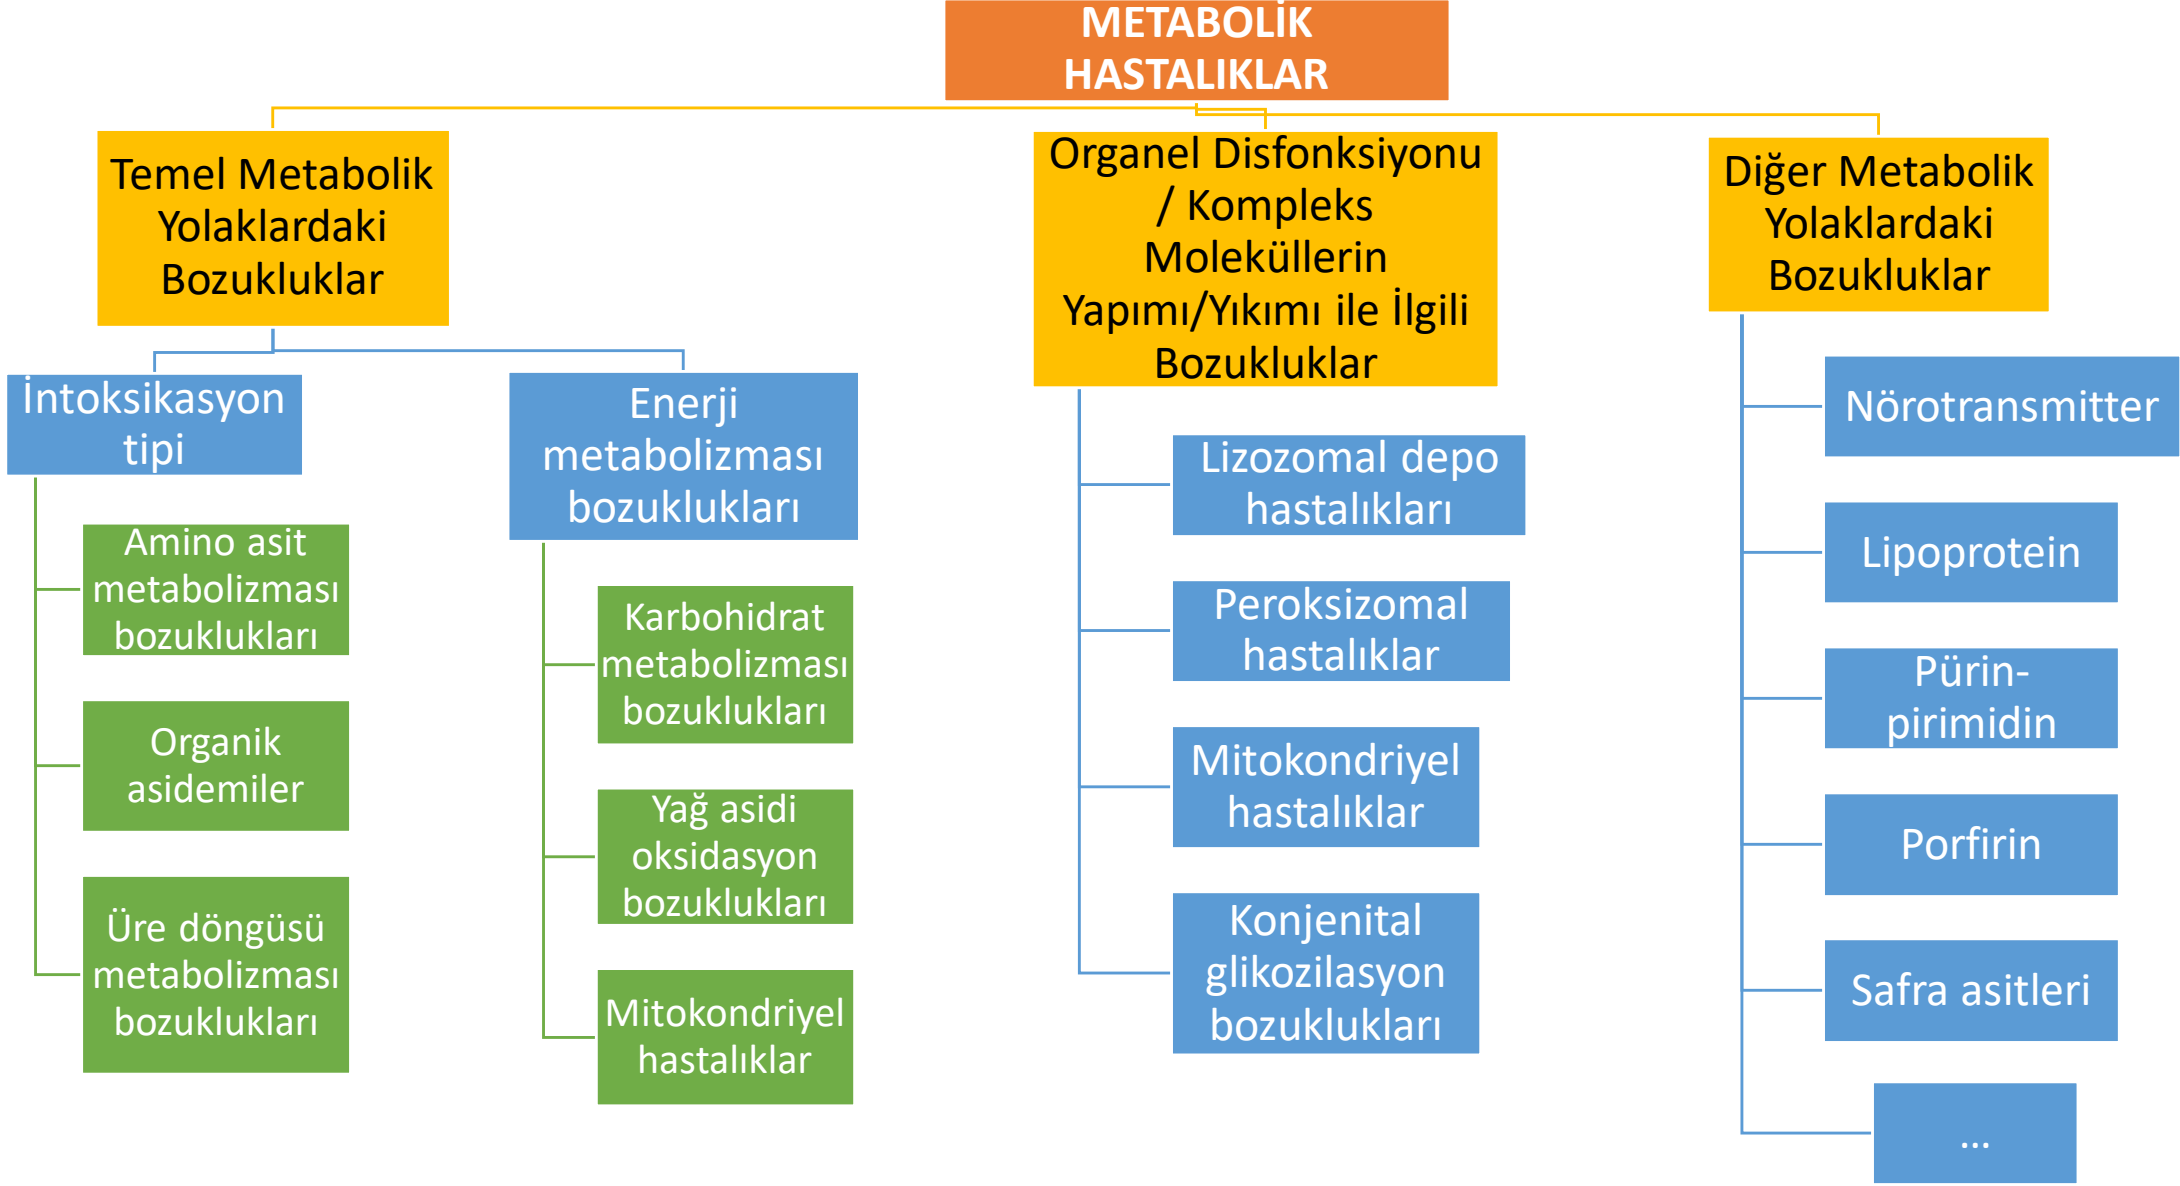 METABOLİK
HASTALIKLAR
Temel Metabolik
Yolaklardaki
Bozukluklar
İntoksikasyon
tipi
Amino asit
metabolizması
bozuklukları
Organik
asidemiler
Üre döngüsü
metabolizması
bozuklukları
Enerji
metabolizması
bozuklukları
Karbohidrat
metabolizması
bozuklukları
Yağ asidi
oksidasyon
bozuklukları
Mitokondriyel
hastalıklar
Organel Disfonksiyonu
/ Kompleks
Moleküllerin
Yapımı/Yıkımı ile İlgili
Bozukluklar
Lizozomal depo
hastalıkları
Peroksizomal
hastalıklar
Mitokondriyel
hastalıklar
Konjenital
glikozilasyon
bozuklukları
Diğer Metabolik
Yolaklardaki
Bozukluklar
Nörotransmitter
Lipoprotein
Pürin-
pirimidin
Porfirin
Safra asitleri
...